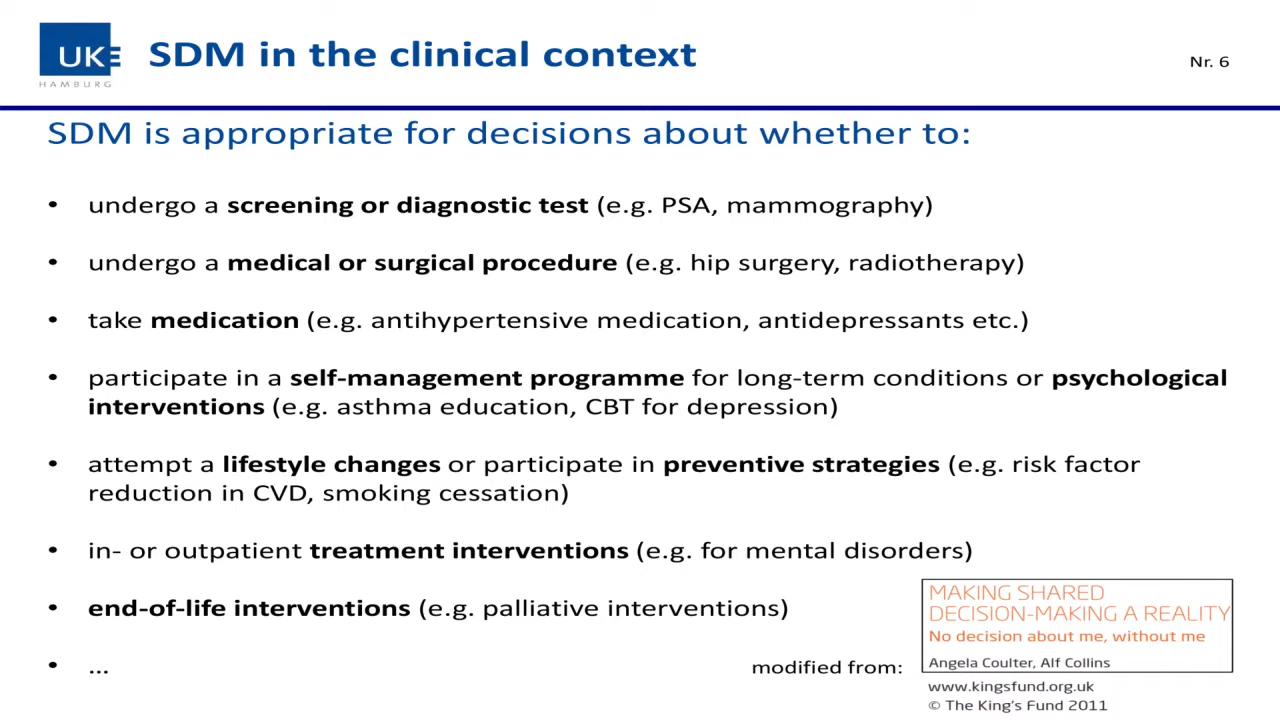 UKE
HAMBURG
SDM in the clinical context
Nr. 6
SDM is appropriate for decisions about whether to:
• undergo a screening or diagnostic test (e.g. PSA, mammography)
• undergo a medical or surgical procedure (e.g. hip surgery, radiotherapy)
• take medication (e.g. antihypertensive medication, antidepressants etc.)
• participate in a self-management programme for long-term conditions or psychological
interventions (e.g. asthma education, CBT for depression)
• attempt a lifestyle changes or participate in preventive strategies (e.g. risk factor
reduction in CVD, smoking cessation)
• in- or outpatient treatment interventions (e.g. for mental disorders)
• end-of-life interventions (e.g. palliative interventions)
• ...
modified from:
MAKING SHARED
DECISION-MAKING A REALITY
No decision about me, without me
Angela Coulter, Alf Collins
www.kingsfund.org.uk
© The King's Fund 2011